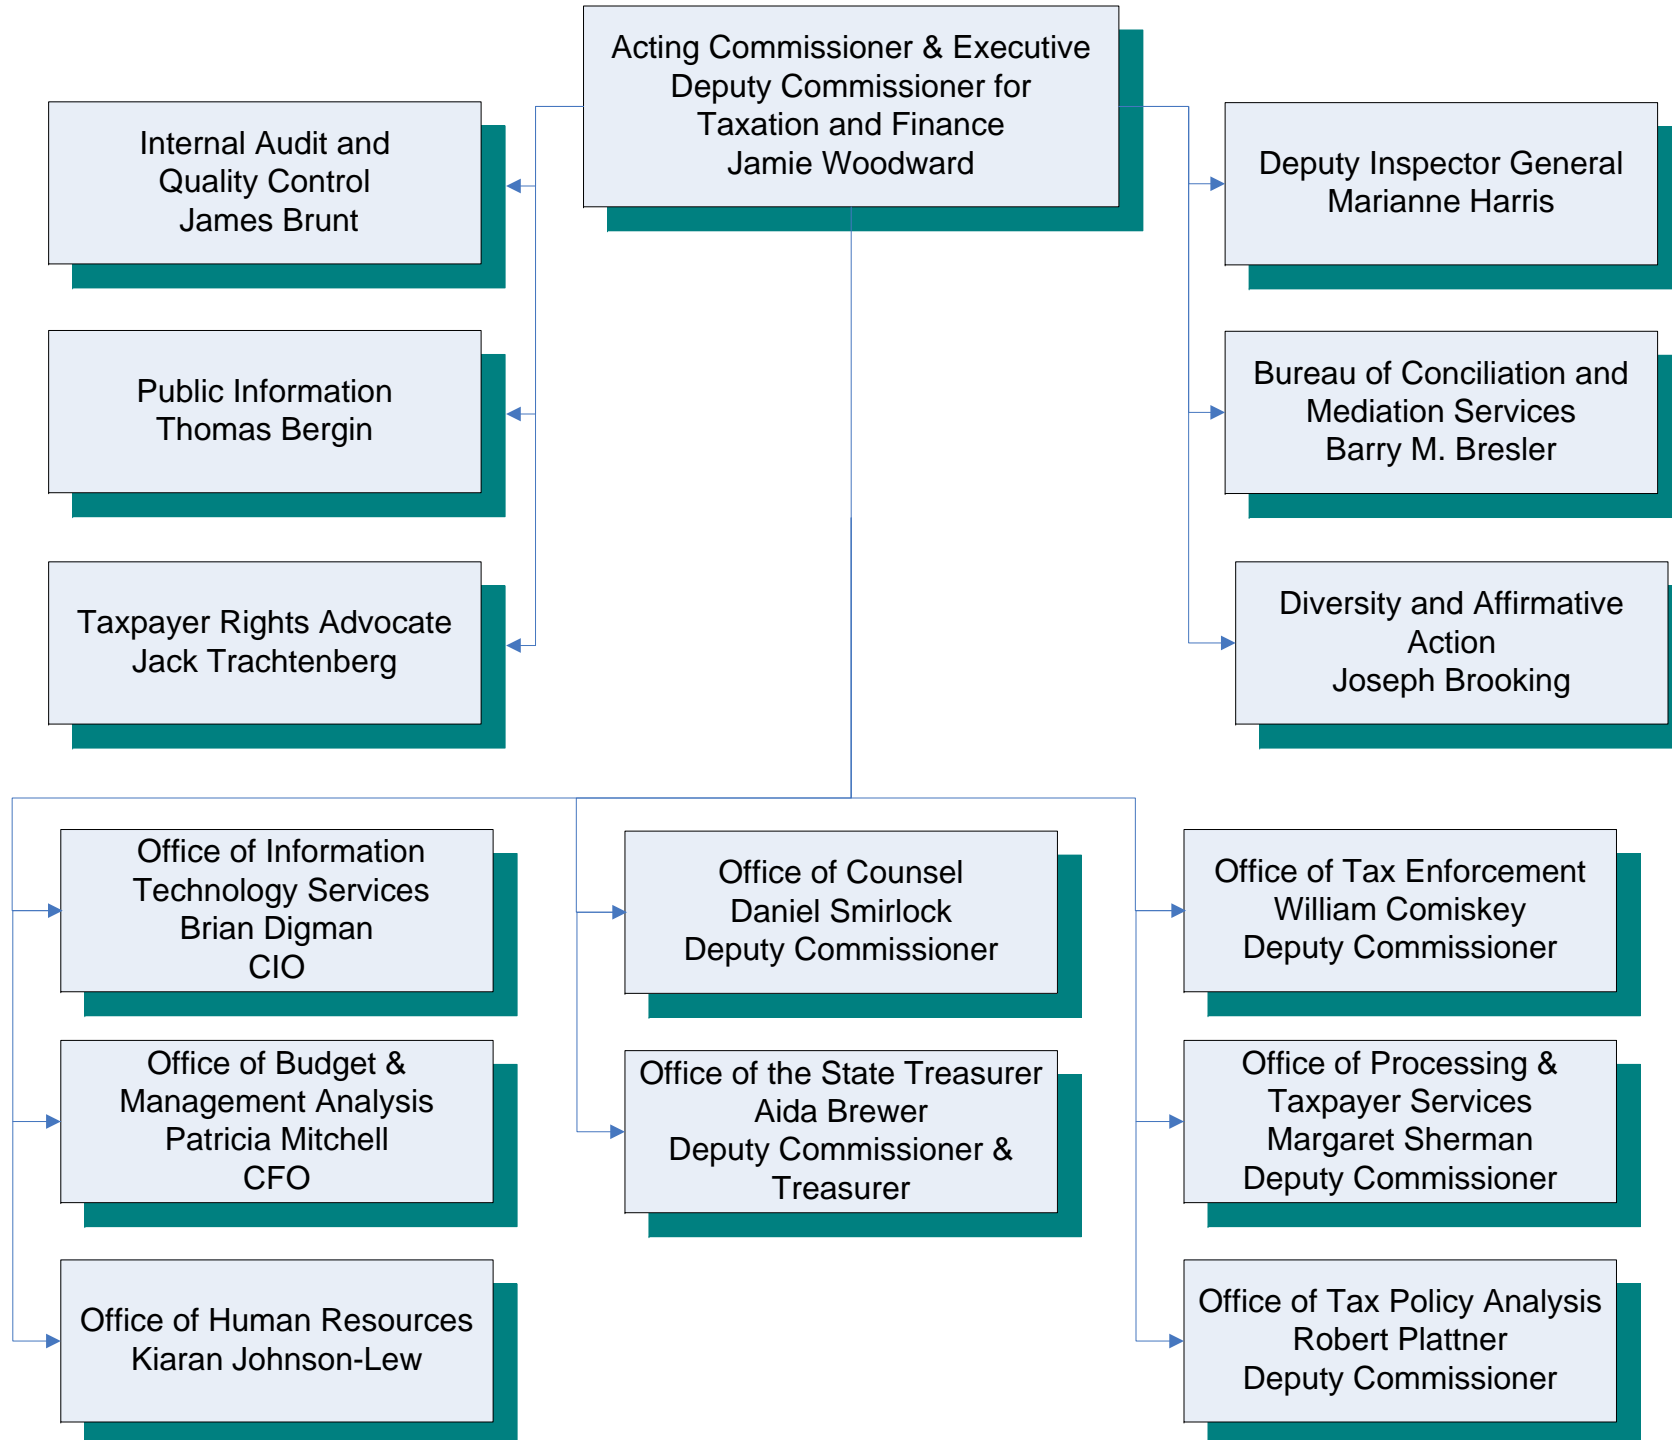 Acting Commissioner & Executive
Deputy Commissioner for
Taxation and Finance
Jamie Woodward
Internal Audit and
Quality Control
James Brunt
Deputy Inspector General
Marianne Harris
Public Information
Thomas Bergin
Bureau of Conciliation and
Mediation Services
Barry M. Bresler
Taxpayer Rights Advocate
Jack Trachtenberg
Diversity and Affirmative
Action
Joseph Brooking
Office of Information
Technology Services
Brian Digman
CIO
Office of Counsel
Daniel Smirlock
Deputy Commissioner
Office of Tax Enforcement
William Comiskey
Deputy Commissioner
Office of Budget &
Management Analysis
Patricia Mitchell
CFO
Office of the State Treasurer
Aida Brewer
Deputy Commissioner &
Treasurer
Office of Processing &
Taxpayer Services
Margaret Sherman
Deputy Commissioner
Office of Human Resources
Kiaran Johnson-Lew
Office of Tax Policy Analysis
Robert Plattner
Deputy Commissioner